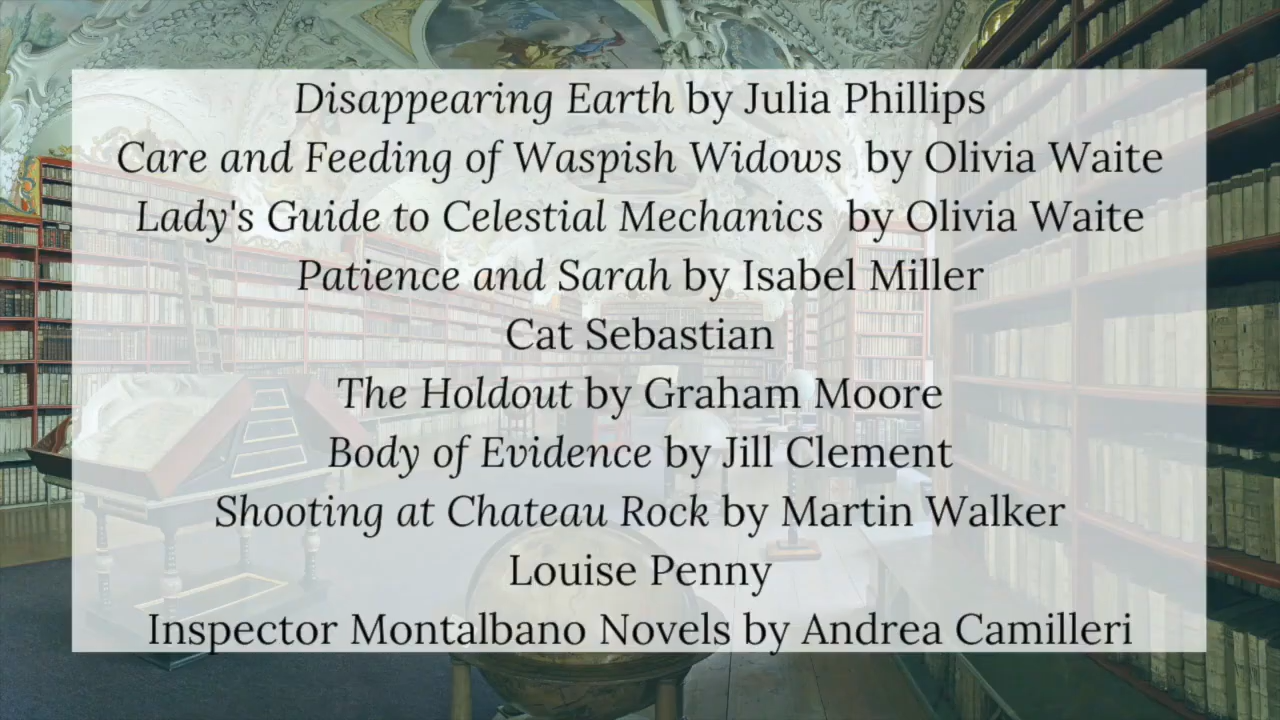 Disappearing Earth by Julia Phillips
Care and Feeding of Waspish Widows by Olivia Waite
Lady's Guide to Celestial Mechanics by Olivia Waite
Patience and Sarah by Isabel Miller
Cat Sebastian
The Holdout by Graham Moore
Body of Evidence by Jill Clement
Shooting at Chateau Rock by Martin Walker
Louise Penny
Inspector Montalbano Novels by Andrea Camilleri